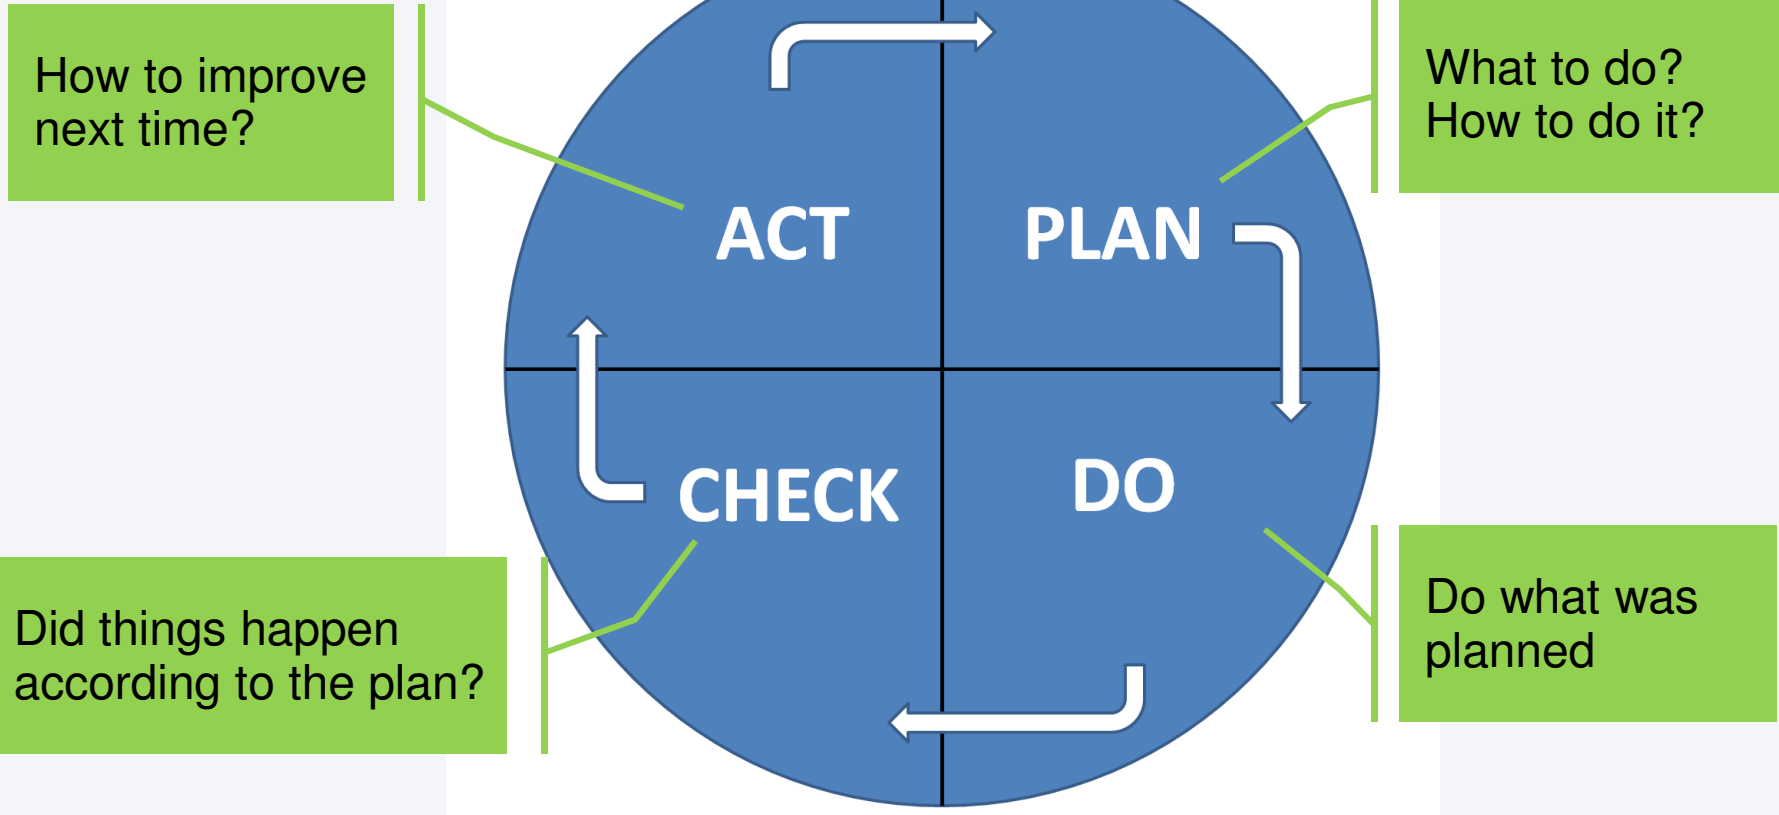 How to improve
next time?
What to do?
How to do it?
ACT
PLAN
CHECK
DO
Did things happen
according to the plan?
Do what was
planned